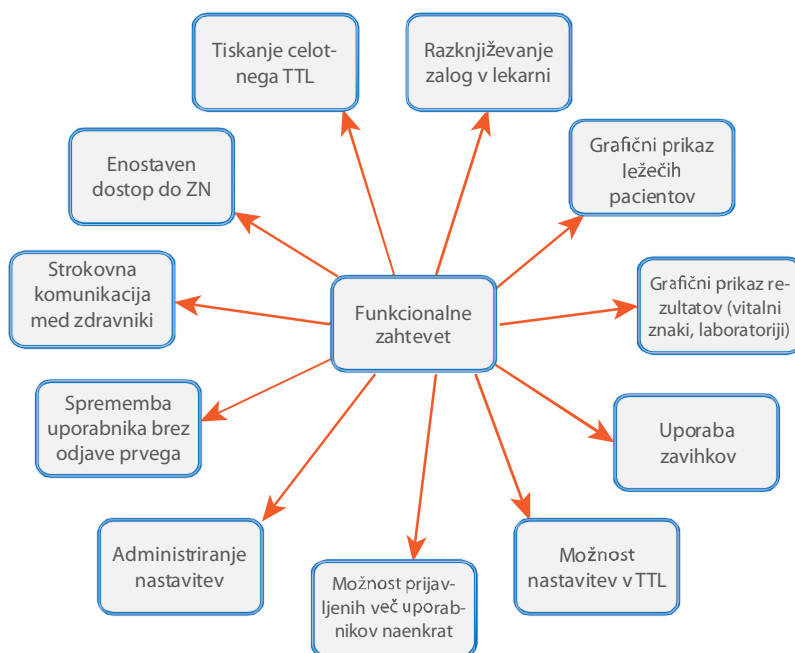 Tiskanje celot-
nega TTL
Razknjiževanje
zalog v lekarni
Enostaven
dostop do ZN
Grafični prikaz
ležečih
pacientov
Strokovna
komunikacija
med zdravniki
Funkcionalne
zahtevet
Grafični prikaz re-
zultatov (vitalni
znaki, laboratoriji)
Sprememba
uporabnika brez
odjave prvega
Uporaba
zavihkov
Administriranje
nastavitev
Možnost prijav-
ljenih več uporab-
nikov naenkrat
Možnost
nastavitev v TTL